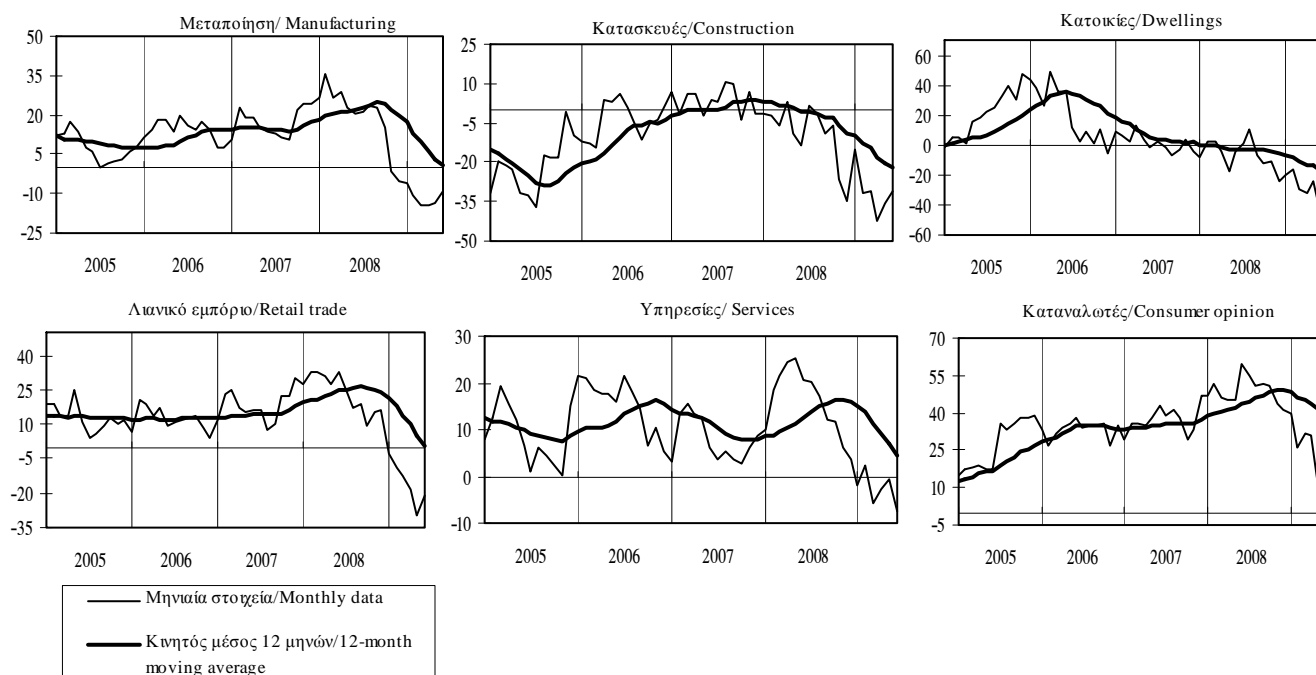 Μεταποίηση/ Manufacturing
50
35
20
5
-10
-25
2005 2006 2007 2008
Κατασκευές/Construction
25
10
-5
-20
-35
-50
2005 2006 2007 2008
Κατοικίες/Dwellings
60
40
20
0
-20
-40
-60
2005 2006 2007 2008
Λιανικό εμπόριο/Retail trade
40
25
10
-5
-20
-35
2005 2006 2007 2008
Υπηρεσίες/ Services
30
20
10
0
-10
2005 2006 2007 2008
Καταναλωτές/Consumer opinion
70
55
40
25
10
-5
2005 2006 2007 2008
Μηνιαία στοιχεία/Monthly data
Κινητός μέσος 12 μηνών/12-month
moving average